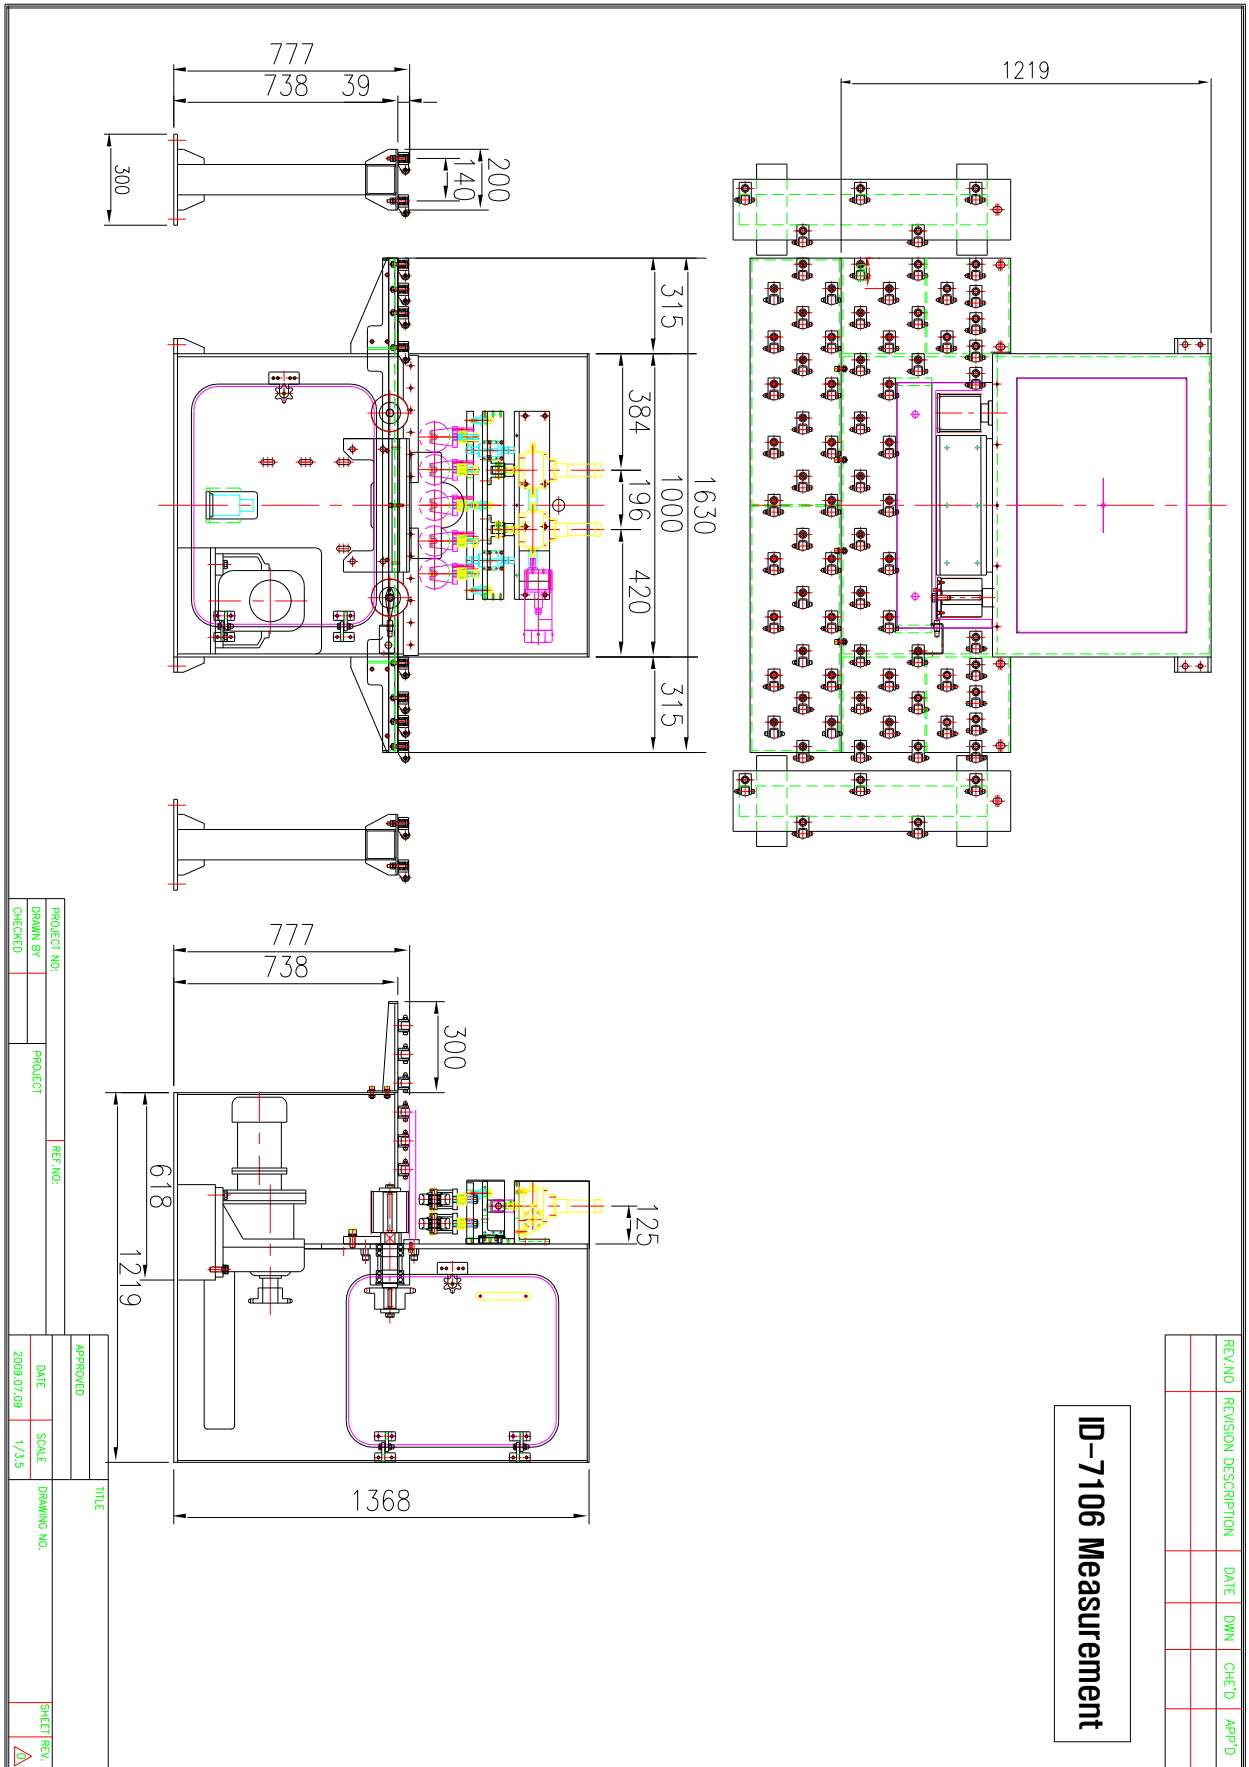 777
738 39
300
200
140
1219
315
384
196
420
1000
1630
315
777
738
300
618
1219
125
1368
ID-7106 Measurement
REV.NO REVISION DESCRIPTION DATE DWN CHE'D APP'D
PROJECT NO:
DRAWN BY
CHECKED
PROJECT
REF.NO:
APPROVED
DATE SCALE
2009.07.09 1/3.5
TITLE
DRAWING NO.
SHEET REV.
0